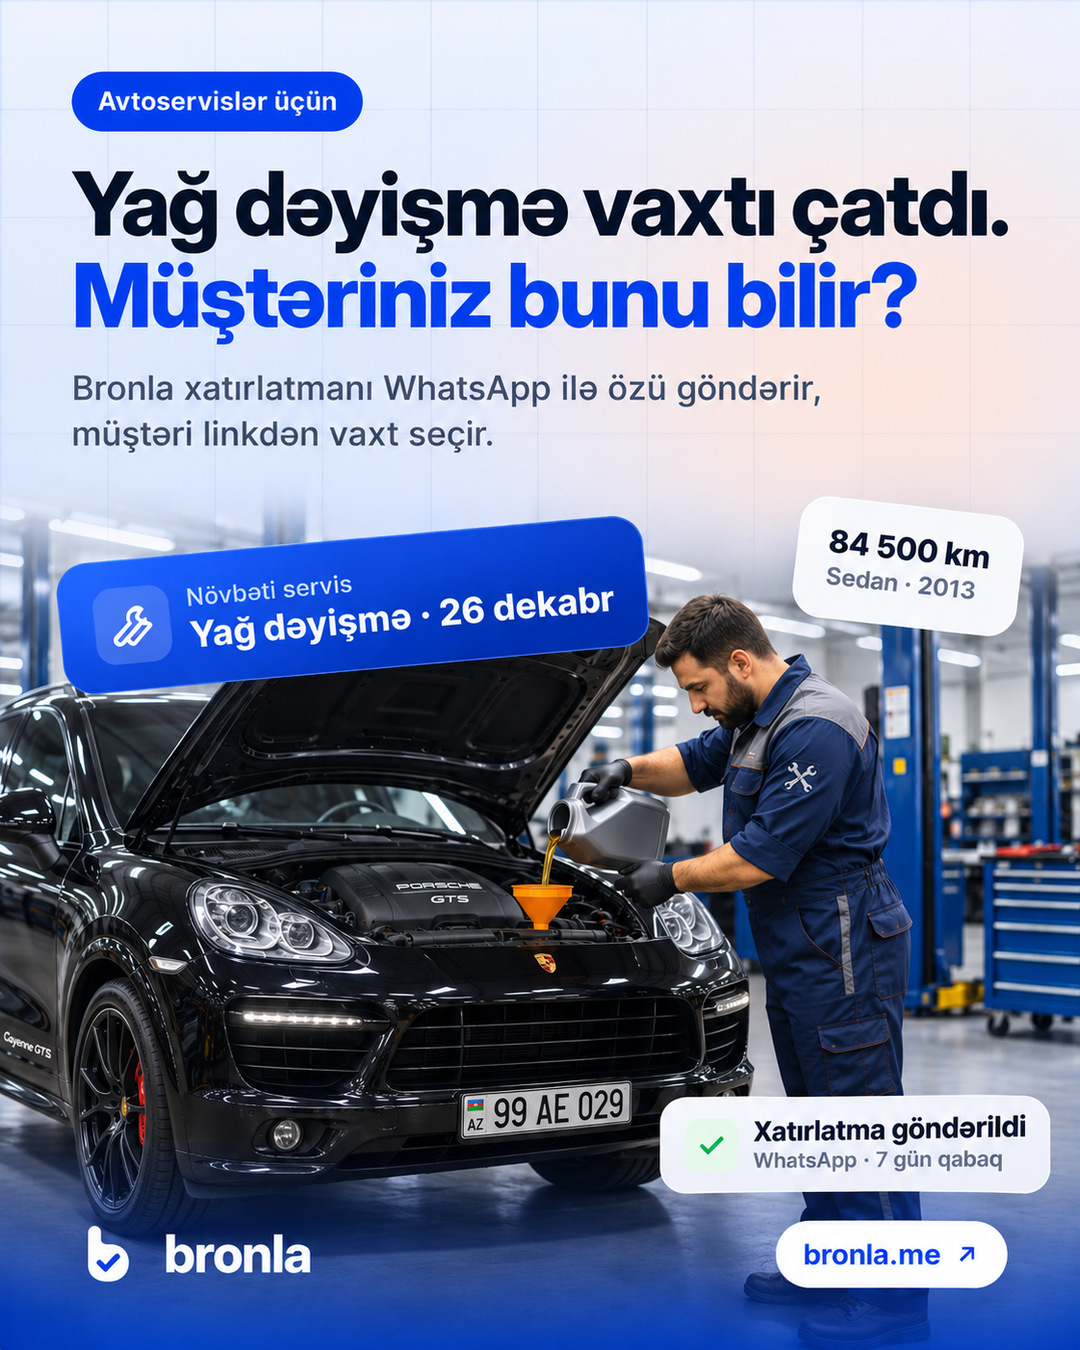 Avtoservislər üçün
Yağ dəyişmə vaxtı çatdı.
Müştəriniz bunu bilir?
Bronla xatırlatmanı WhatsApp ilə özü göndərir,
müştəri linkdən vaxt seçir.
84 500 km
Sedan · 2013
Növbəti servis
Yağ dəyişmə · 26 dekabr
PORSCHE
GTS
Cayenne GTS
AZ 99 AE 029
Xatırlatma göndərildi
WhatsApp · 7 gün qabaq
bronla
bronla.me